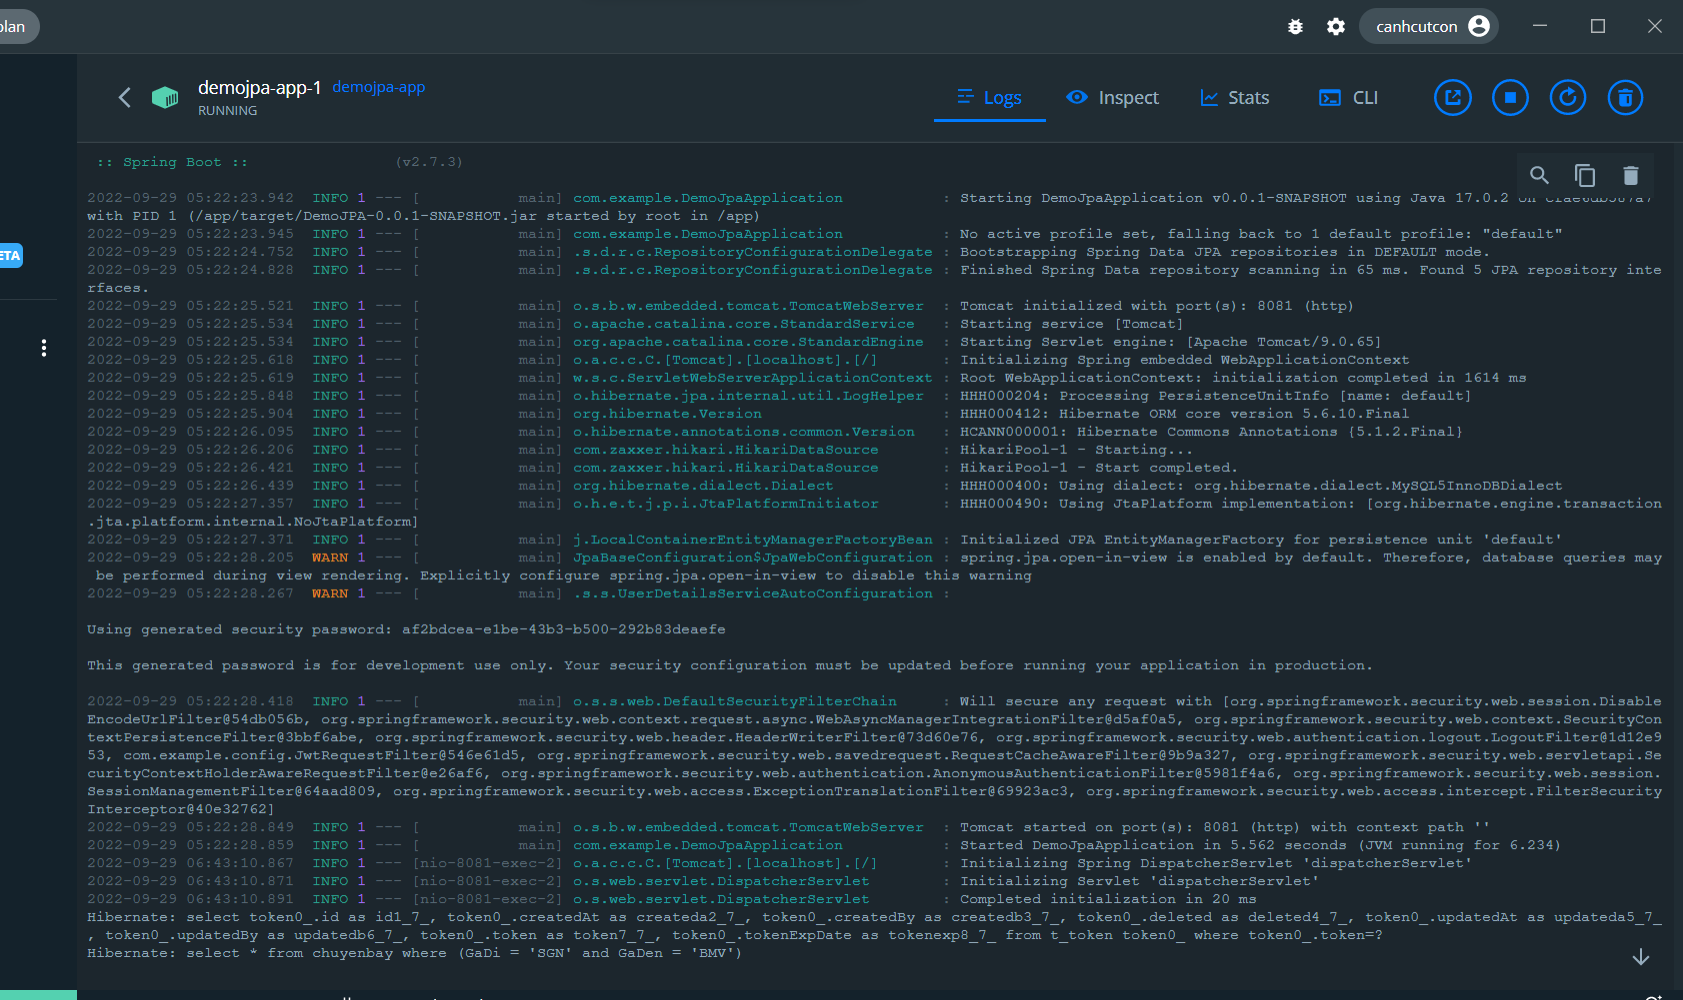 plan
canhcutcon
demojpa-app-1 demojpa-app
RUNNING
Logs Inspect Stats CLI
ETA
:: Spring Boot :: (v2.7.3)
2022-09-29 05:22:23.942 INFO 1 --- [ main] com.example.DemoJpaApplication : Starting DemoJpaApplication v0.0.1-SNAPSHOT using Java 17.0.2
with PID 1 (/app/target/DemoJPA-0.0.1-SNAPSHOT.jar started by root in /app)
2022-09-29 05:22:23.945 INFO 1 --- [ main] com.example.DemoJpaApplication : No active profile set, falling back to 1 default profile: "default"
2022-09-29 05:22:24.752 INFO 1 --- [ main] .s.d.r.c.RepositoryConfigurationDelegate : Bootstrapping Spring Data JPA repositories in DEFAULT mode.
2022-09-29 05:22:24.828 INFO 1 --- [ main] .s.d.r.c.RepositoryConfigurationDelegate : Finished Spring Data repository scanning in 65 ms. Found 5 JPA repository inte
rfaces.
2022-09-29 05:22:25.521 INFO 1 --- [ main] o.s.b.w.embedded.tomcat.TomcatWebServer : Tomcat initialized with port(s): 8081 (http)
2022-09-29 05:22:25.534 INFO 1 --- [ main] o.apache.catalina.core.StandardService : Starting service [Tomcat]
2022-09-29 05:22:25.534 INFO 1 --- [ main] org.apache.catalina.core.StandardEngine : Starting Servlet engine: [Apache Tomcat/9.0.65]
2022-09-29 05:22:25.618 INFO 1 --- [ main] o.a.c.c.C.[Tomcat].[localhost].[/] : Initializing Spring embedded WebApplicationContext
2022-09-29 05:22:25.619 INFO 1 --- [ main] w.s.c.ServletWebServerApplicationContext : Root WebApplicationContext: initialization completed in 1614 ms
2022-09-29 05:22:25.848 INFO 1 --- [ main] o.hibernate.jpa.internal.util.LogHelper : HHH000204: Processing PersistenceUnitInfo [name: default]
2022-09-29 05:22:25.904 INFO 1 --- [ main] org.hibernate.Version : HHH000412: Hibernate ORM core version 5.6.10.Final
2022-09-29 05:22:26.095 INFO 1 --- [ main] o.hibernate.annotations.common.Version : HCANN000001: Hibernate Commons Annotations {5.1.2.Final}
2022-09-29 05:22:26.206 INFO 1 --- [ main] com.zaxxer.hikari.HikariDataSource : HikariPool-1 - Starting...
2022-09-29 05:22:26.421 INFO 1 --- [ main] com.zaxxer.hikari.HikariDataSource : HikariPool-1 - Start completed.
2022-09-29 05:22:26.439 INFO 1 --- [ main] org.hibernate.dialect.Dialect : HHH000400: Using dialect: org.hibernate.dialect.MySQL5InnoDBDialect
2022-09-29 05:22:27.357 INFO 1 --- [ main] o.h.e.t.j.p.i.JtaPlatformInitiator : HHH000490: Using JtaPlatform implementation: [org.hibernate.engine.transaction
.jta.platform.internal.NoJtaPlatform]
2022-09-29 05:22:27.371 INFO 1 --- [ main] j.LocalContainerEntityManagerFactoryBean : Initialized JPA EntityManagerFactory for persistence unit 'default'
2022-09-29 05:22:28.205 WARN 1 --- [ main] JpaBaseConfiguration$JpaWebConfiguration : spring.jpa.open-in-view is enabled by default. Therefore, database queries may
be performed during view rendering. Explicitly configure spring.jpa.open-in-view to disable this warning
2022-09-29 05:22:28.267 WARN 1 --- [ main] .s.s.UserDetailsServiceAutoConfiguration :
Using generated security password: af2bdcea-e1be-43b3-b500-292b83deaefe
This generated password is for development use only. Your security configuration must be updated before running your application in production.
2022-09-29 05:22:28.418 INFO 1 --- [ main] o.s.s.web.DefaultSecurityFilterChain : Will secure any request with [org.springframework.security.web.session.Disable
EncodeUrlFilter@54db056b, org.springframework.security.web.context.request.async.WebAsyncManagerIntegrationFilter@d5af0a5, org.springframework.security.web.context.SecurityCon
textPersistenceFilter@3bbf6abe, org.springframework.security.web.header.HeaderWriterFilter@73d60e76, org.springframework.security.web.authentication.logout.LogoutFilter@1d12e9
53, com.example.config.JwtRequestFilter@546e61d5, org.springframework.security.web.savedrequest.RequestCacheAwareFilter@9b9a327, org.springframework.security.web.servletapi.Se
curityContextHolderAwareRequestFilter@e26af6, org.springframework.security.web.authentication.AnonymousAuthenticationFilter@5981f4a6, org.springframework.security.web.session.
SessionManagementFilter@64aad809, org.springframework.security.web.access.ExceptionTranslationFilter@69923ac3, org.springframework.security.web.access.intercept.FilterSecurity
Interceptor@40e32762]
2022-09-29 05:22:28.849 INFO 1 --- [ main] o.s.b.w.embedded.tomcat.TomcatWebServer : Tomcat started on port(s): 8081 (http) with context path ''
2022-09-29 05:22:28.859 INFO 1 --- [ main] com.example.DemoJpaApplication : Started DemoJpaApplication in 5.562 seconds (JVM running for 6.234)
2022-09-29 06:43:10.867 INFO 1 --- [nio-8081-exec-2] o.a.c.c.C.[Tomcat].[localhost].[/] : Initializing Spring DispatcherServlet 'dispatcherServlet'
2022-09-29 06:43:10.871 INFO 1 --- [nio-8081-exec-2] o.s.web.servlet.DispatcherServlet : Initializing Servlet 'dispatcherServlet'
2022-09-29 06:43:10.891 INFO 1 --- [nio-8081-exec-2] o.s.web.servlet.DispatcherServlet : Completed initialization in 20 ms
Hibernate: select token0_.id as id1_7_, token0_.createdAt as createda2_7_, token0_.createdBy as createdb3_7_, token0_.deleted as deleted4_7_, token0_.updatedAt as updateda5_7_
, token0_.updatedBy as updatedb6_7_, token0_.token as token7_7_, token0_.tokenExpDate as tokenexp8_7_ from t_token token0_ where token0_.token=?
Hibernate: select * from chuyenbay where (GaDi = 'SGN' and GaDen = 'BMV')